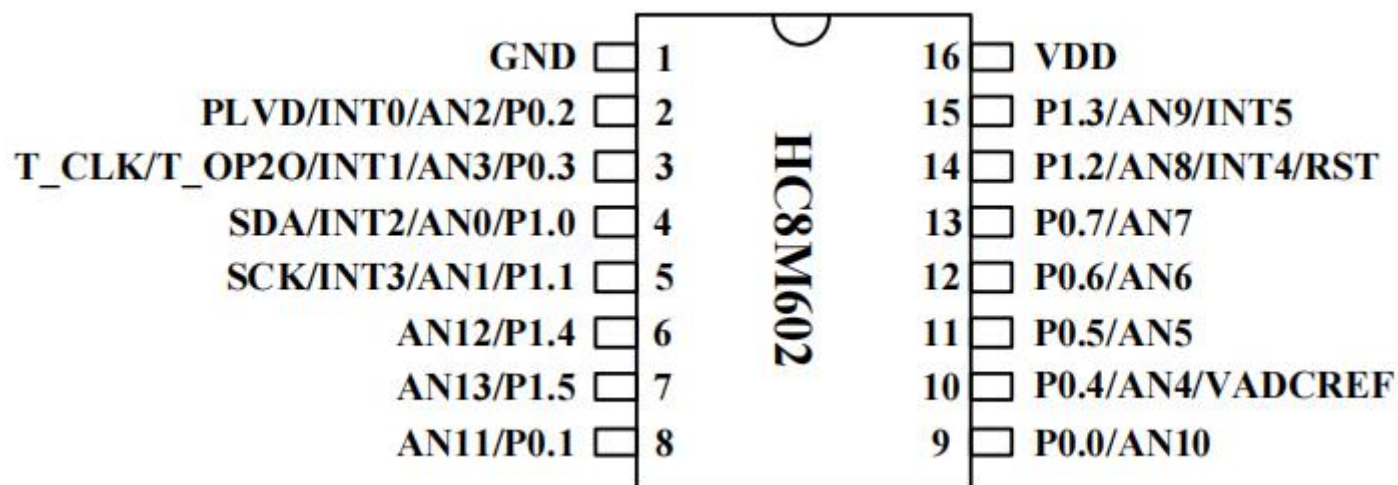 GND 1 16 VDD
PLVD/INT0/AN2/P0.2 2 15 P1.3/AN9/INT5
T_CLK/T_OP2O/INT1/AN3/P0.3 3 14 P1.2/AN8/INT4/RST
SDA/INT2/AN0/P1.0 4 13 P0.7/AN7
SCK/INT3/AN1/P1.1 5 12 P0.6/AN6
AN12/P1.4 6 11 P0.5/AN5
AN13/P1.5 7 10 P0.4/AN4/VADCREF
AN11/P0.1 8 9 P0.0/AN10
HC8M602